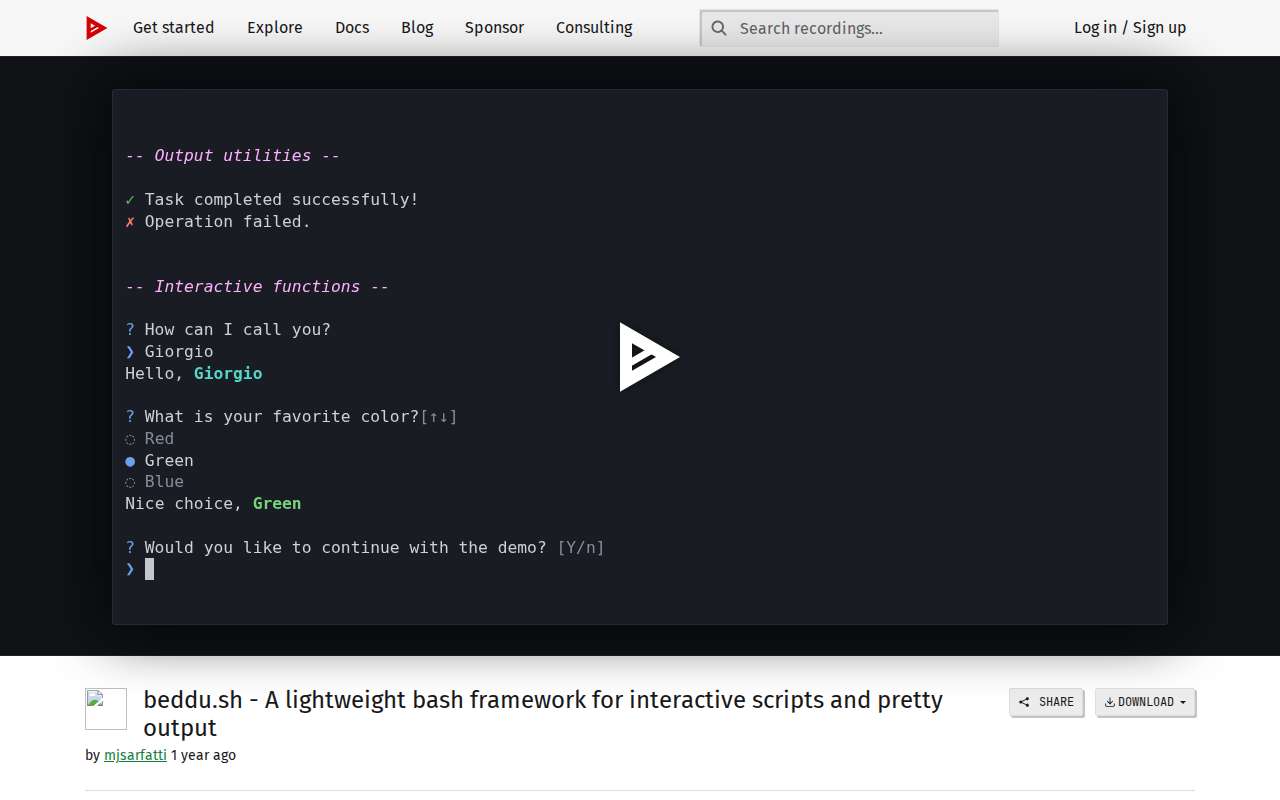 Get started Explore Docs Blog Sponsor Consulting Search recordings... Log in / Sign up
-- Output utilities --
✓ Task completed successfully!
✗ Operation failed.
-- Interactive functions --
? How can I call you?
❯ Giorgio
Hello, Giorgio
? What is your favorite color?[↑↓]
◌ Red
● Green
◌ Blue
Nice choice, Green
? Would you like to continue with the demo? [Y/n]
❯
beddu.sh - A lightweight bash framework for interactive scripts and pretty
output
by mjsarfatti 1 year ago
SHARE DOWNLOAD